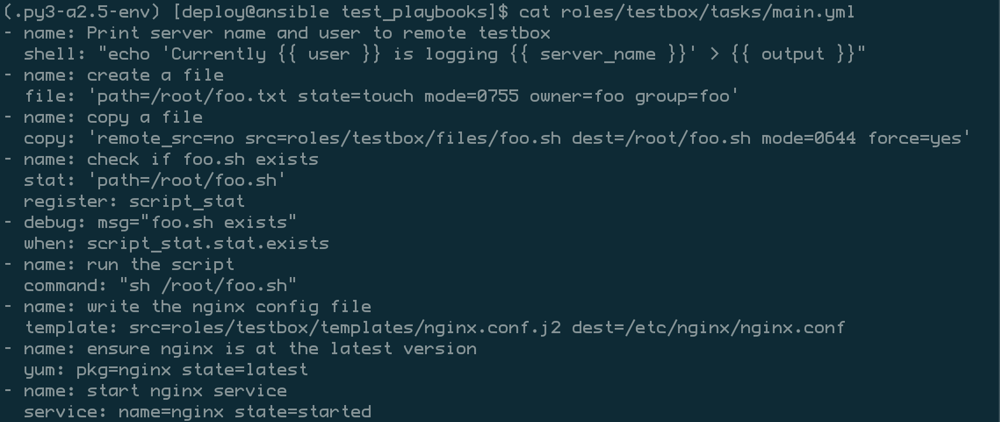 (.py3-a2.5-env) [deploy@ansible test_playbooks]$ cat roles/testbox/tasks/main.yml
- name: Print server name and user to remote testbox
  shell: "echo 'Currently {{ user }} is logging {{ server_name }}' > {{ output }}"
- name: create a file
  file: 'path=/root/foo.txt state=touch mode=0755 owner=foo group=foo'
- name: copy a file
  copy: 'remote_src=no src=roles/testbox/files/foo.sh dest=/root/foo.sh mode=0644 force=yes'
- name: check if foo.sh exists
  stat: 'path=/root/foo.sh'
  register: script_stat
- debug: msg="foo.sh exists"
  when: script_stat.stat.exists
- name: run the script
  command: "sh /root/foo.sh"
- name: write the nginx config file
  template: src=roles/testbox/templates/nginx.conf.j2 dest=/etc/nginx/nginx.conf
- name: ensure nginx is at the latest version
  yum: pkg=nginx state=latest
- name: start nginx service
  service: name=nginx state=started